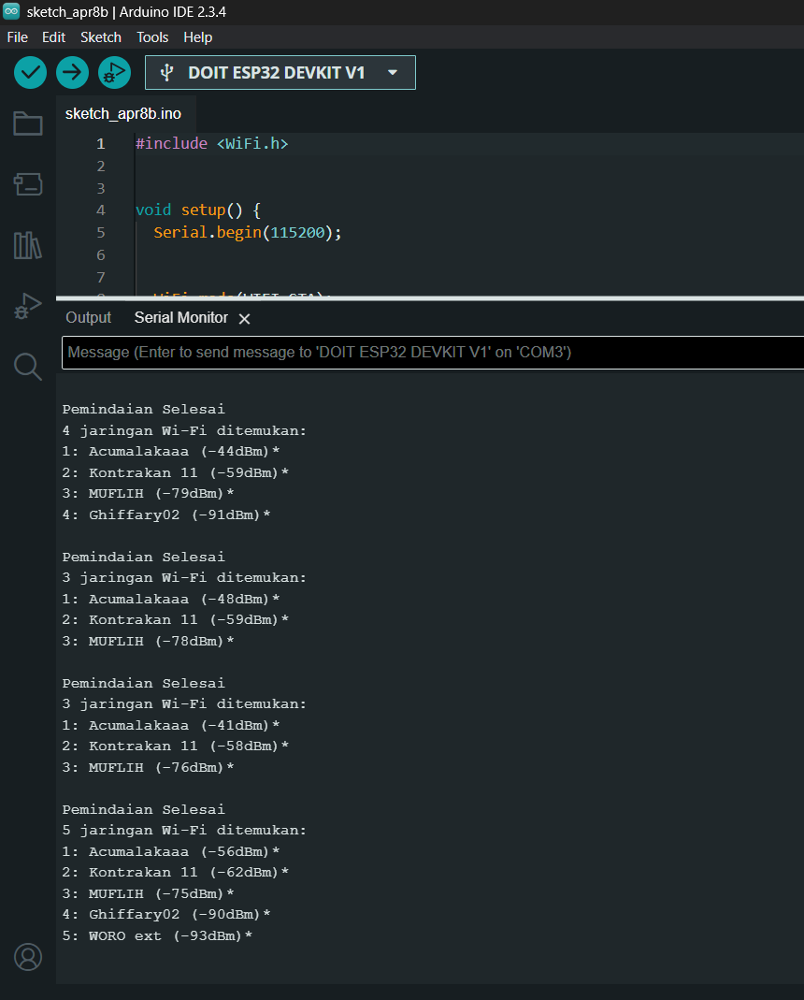 sketch_apr8b | Arduino IDE 2.3.4
File Edit Sketch Tools Help
DOIT ESP32 DEVKIT V1
sketch_apr8b.ino
1 #include <WiFi.h>
2
3
4 void setup() {
5 Serial.begin(115200);
6
7
8 WiFi.mode(WIFI_STA);
Output Serial Monitor
Message (Enter to send message to 'DOIT ESP32 DEVKIT V1' on 'COM3')
Pemindaian Selesai
4 jaringan Wi-Fi ditemukan:
1: Acumalakaaa (-44dBm)*
2: Kontrakan 11 (-59dBm)*
3: MUFLIH (-79dBm)*
4: Ghiffary02 (-91dBm)*
Pemindaian Selesai
3 jaringan Wi-Fi ditemukan:
1: Acumalakaaa (-48dBm)*
2: Kontrakan 11 (-59dBm)*
3: MUFLIH (-78dBm)*
Pemindaian Selesai
3 jaringan Wi-Fi ditemukan:
1: Acumalakaaa (-41dBm)*
2: Kontrakan 11 (-58dBm)*
3: MUFLIH (-76dBm)*
Pemindaian Selesai
5 jaringan Wi-Fi ditemukan:
1: Acumalakaaa (-56dBm)*
2: Kontrakan 11 (-62dBm)*
3: MUFLIH (-75dBm)*
4: Ghiffary02 (-90dBm)*
5: WORO ext (-93dBm)*